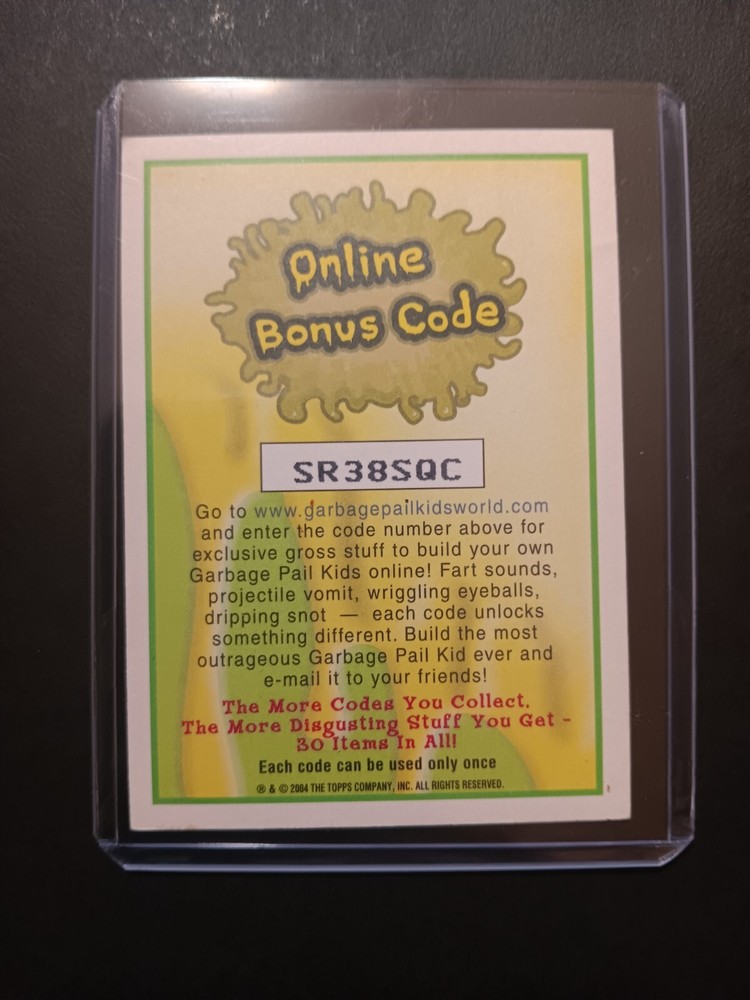 Online
Bonus Code
SR38SQC
Go to www.garbagepailkidsworld.com
and enter the code number above for
exclusive gross stuff to build your own
Garbage Pail Kids online! Fart sounds,
projectile vomit, wriggling eyeballs,
dripping snot — each code unlocks
something different. Build the most
outrageous Garbage Pail Kid ever and
e-mail it to your friends!
The More Codes You Collect,
The More Disgusting Stuff You Get -
30 Items In All!
Each code can be used only once
® & © 2004 THE TOPPS COMPANY, INC. ALL RIGHTS RESERVED.